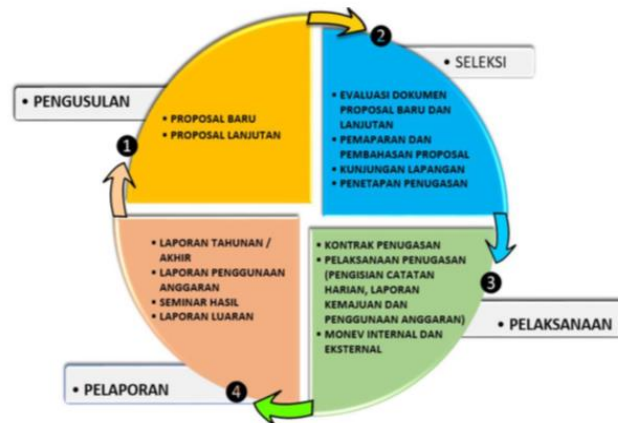 1
• PENGUSULAN
• PROPOSAL BARU
• PROPOSAL LANJUTAN
2
• SELEKSI
• EVALUASI DOKUMEN
PROPOSAL BARU DAN
LANJUTAN
• PEMAPARAN DAN
PEMBAHASAN PROPOSAL
• KUNJUNGAN LAPANGAN
• PENETAPAN PENUGASAN
3
• PELAKSANAAN
• KONTRAK PENUGASAN
• PELAKSANAAN PENUGASAN
(PENGISIAN CATATAN
HARIAN, LAPORAN
KEMAJUAN DAN
PENGGUNAAN ANGGARAN)
• MONEV INTERNAL DAN
EKSTERNAL
4
• PELAPORAN
• LAPORAN TAHUNAN /
AKHIR
• LAPORAN PENGGUNAAN
ANGGARAN
• SEMINAR HASIL
• LAPORAN LUARAN